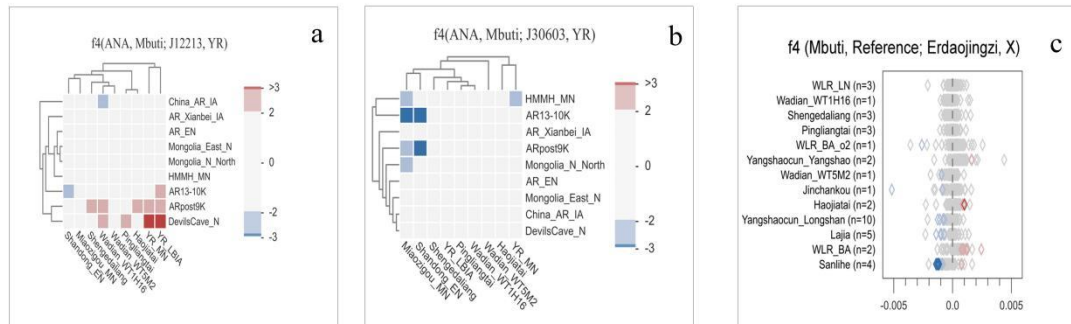 a
f4(ANA, Mbuti; J12213, YR)
China_AR_IA
AR_Xianbei_IA
AR_EN
Mongolia_East_N
Mongolia_N_North
HMMH_MN
AR13-10K
ARpost9K
DevilsCave_N
Shandong_EN
Miaozigou_MN
Shengedaliang
Wadian_WT1H16
Wadian_WT5M2
Pingliangtai
Haojiatai
YR_MN
YR_LBIA
>3
2
0
-2
-3
b
f4(ANA, Mbuti; J30603, YR)
HMMH_MN
AR13-10K
AR_Xianbei_IA
ARpost9K
Mongolia_N_North
AR_EN
Mongolia_East_N
China_AR_IA
DevilsCave_N
Miaozigou_MN
Shandong_EN
Shengedaliang
YR_LBIA
Pingliangtai
Wadian_WT1H16
Wadian_WT5M2
Haojiatai
YR_MN
>3
2
0
-2
-3
c
f4 (Mbuti, Reference; Erdaojingzi, X)
WLR_LN (n=3)
Wadian_WT1H16 (n=1)
Shengedaliang (n=3)
Pingliangtai (n=3)
WLR_BA_o2 (n=1)
Yangshaocun_Yangshao (n=2)
Wadian_WT5M2 (n=1)
Jinchankou (n=1)
Haojiatai (n=2)
Yangshaocun_Longshan (n=10)
Lajia (n=5)
WLR_BA (n=2)
Sanlihe (n=4)
-0.005
0.0
0.005